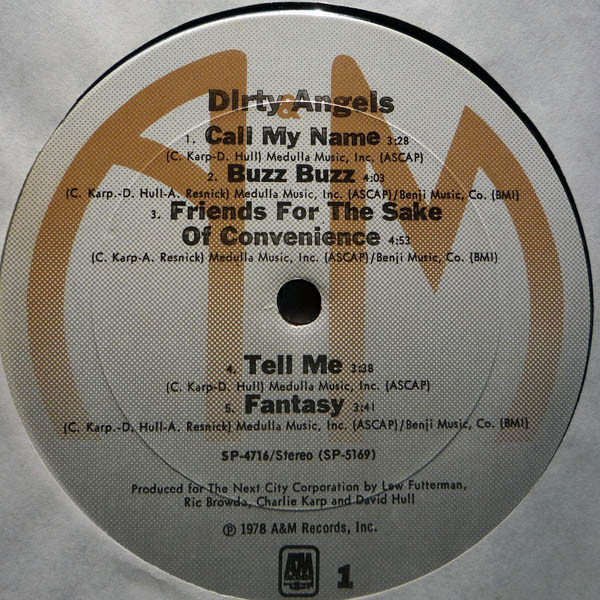 Dirty Angels
1. Call My Name 3:28
(C. Karp-D. Hull) Medulla Music, Inc. (ASCAP)
2. Buzz Buzz 4:03
(C. Karp.-D. Hull-A. Resnick) Medulla Music, Inc. (ASCAP)/Benji Music, Co. (BMI)
3. Friends For The Sake
Of Convenience 4:53
(C. Karp-A. Resnick) Medulla Music, Inc. (ASCAP)/Benji Music, Co. (BMI)
4. Tell Me 3:38
(C. Karp-D. Hull) Medulla Music, Inc. (ASCAP)
5. Fantasy 3:41
(C. Karp.-D. Hull-A. Resnick) Medulla Music, Inc. (ASCAP)/Benji Music, Co. (BMI)
SP-4716/Stereo (SP-5169)
Produced for The Next City Corporation by Lew Futterman,
Ric Browda, Charlie Karp and David Hull
℗ 1978 A&M Records, Inc.
A&M
RECORDS
1